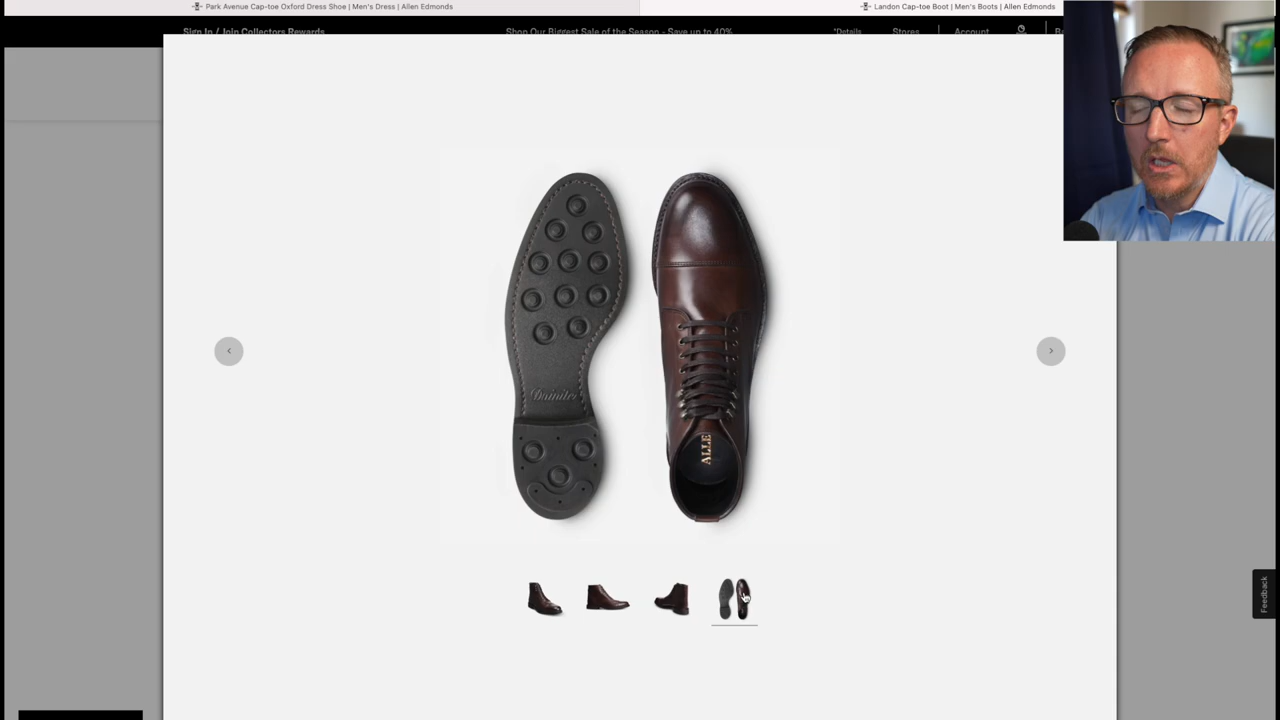 Park Avenue Cap-toe Oxford Dress Shoe | Men's Dress | Allen Edmonds
Landon Cap-toe Boot | Men's Boots | Allen Edmonds
Sign In / Join Collectors Rewards
Shop Our Biggest Sale of the Season - Save up to 40%
*Details
Stores
Account
Dainite
ALLE
Feedback